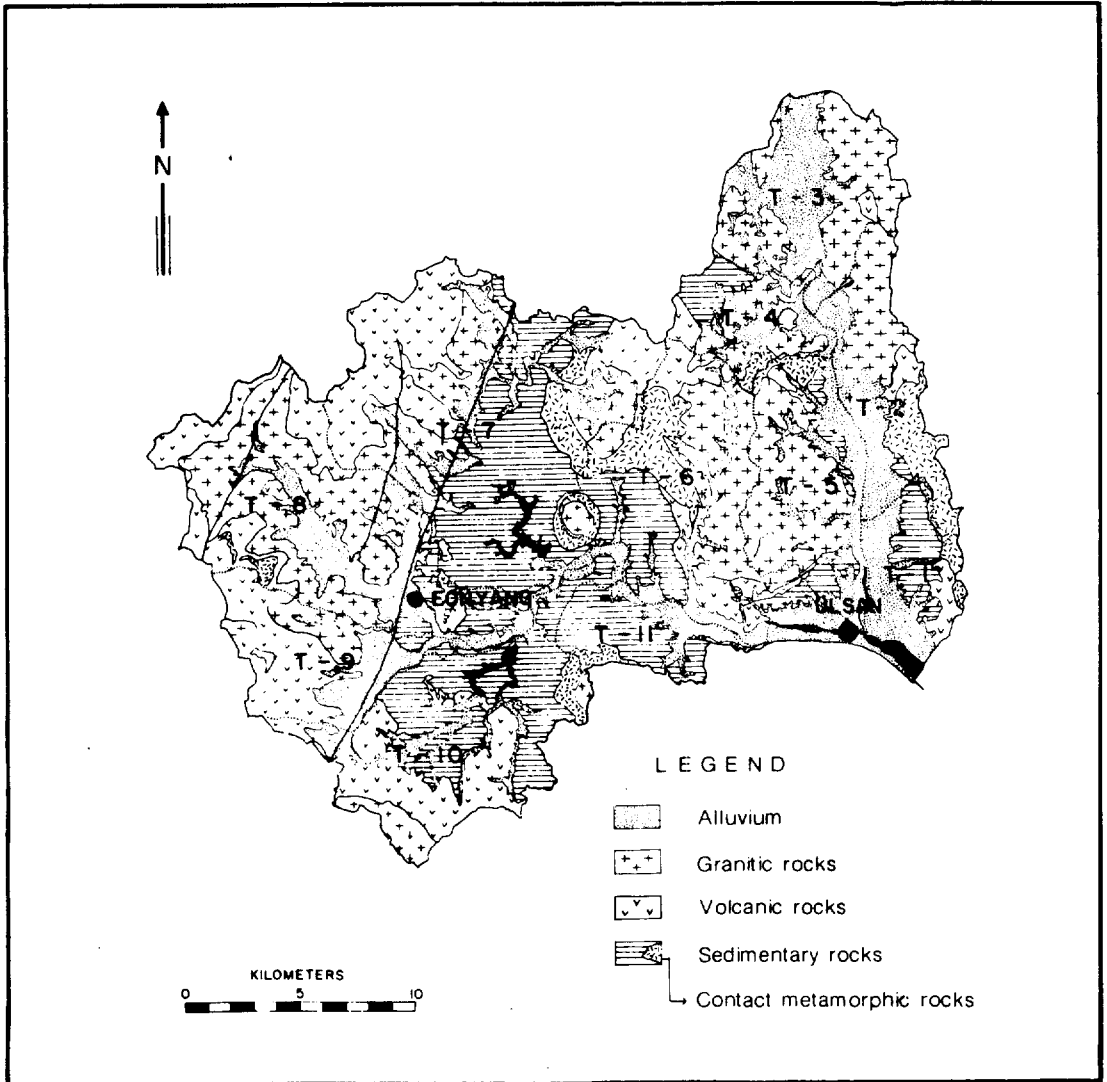 N
T - 3
T - 4
T - 2
T - 7
T - 6
T - 5
T - 8
EONYANG
ULSAN
T - 11
T - 9
T - 10
LEGEND
Alluvium
Granitic rocks
Volcanic rocks
Sedimentary rocks
Contact metamorphic rocks
KILOMETERS
0 5 10